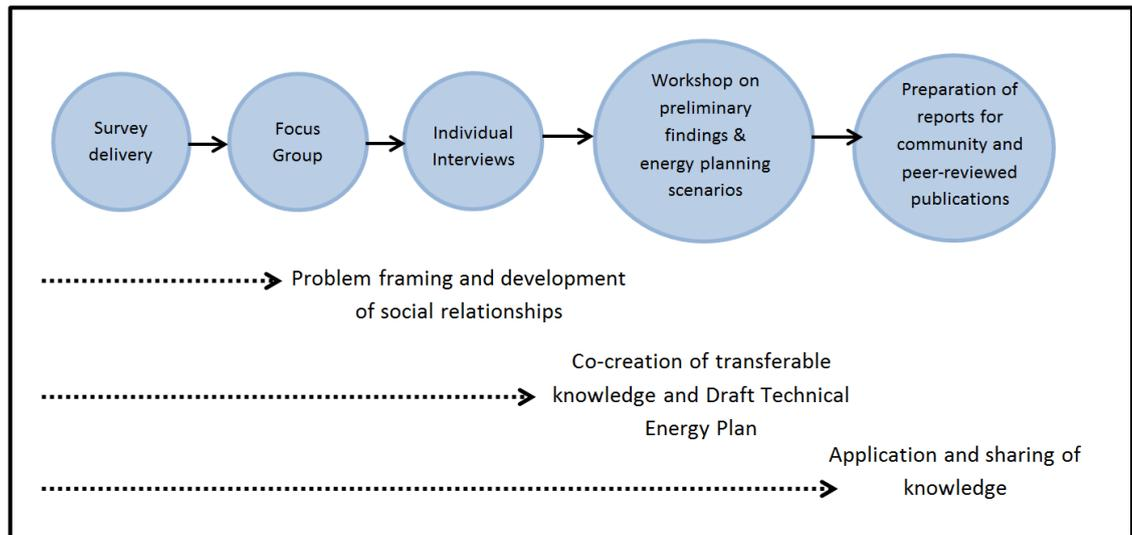 Survey
delivery
Focus
Group
Individual
Interviews
Workshop on
preliminary
findings &
energy planning
scenarios
Preparation of
reports for
community and
peer-reviewed
publications
Problem framing and development
of social relationships
Co-creation of transferable
knowledge and Draft Technical
Energy Plan
Application and sharing of
knowledge